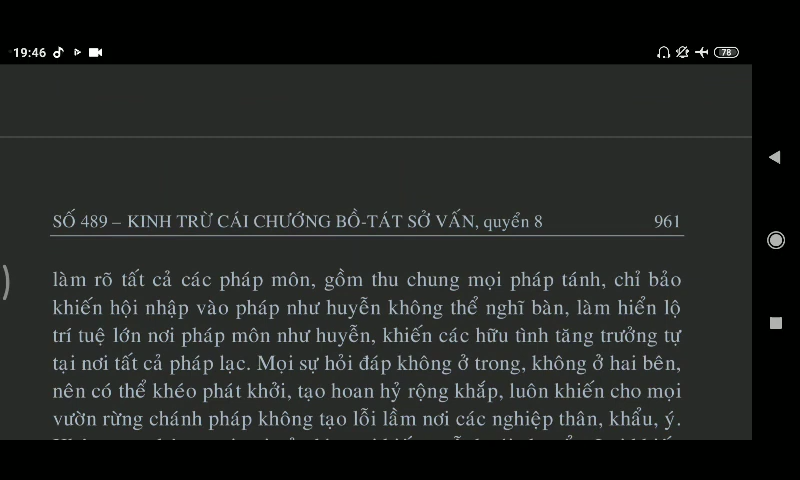 19:46
78
SỐ 489 – KINH TRỪ CÁI CHƯỚNG BỒ-TÁT SỞ VẤN, quyển 8 961
làm rõ tất cả các pháp môn, gồm thu chung mọi pháp tánh, chỉ bảo
khiến hội nhập vào pháp như huyễn không thể nghĩ bàn, làm hiển lộ
trí tuệ lớn nơi pháp môn như huyễn, khiến các hữu tình tăng trưởng tự
tại nơi tất cả pháp lạc. Mọi sự hỏi đáp không ở trong, không ở hai bên,
nên có thể khéo phát khởi, tạo hoan hỷ rộng khắp, luôn khiến cho mọi
vườn rừng chánh pháp không tạo lỗi lầm nơi các nghiệp thân, khẩu, ý.